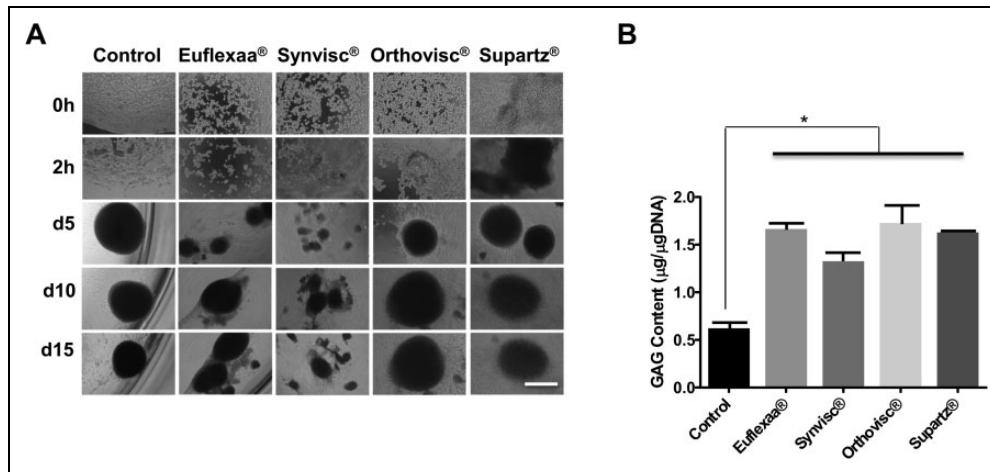 A
Control Euflexaa® Synvisc® Orthovisc® Supartz®
0h
2h
d5
d10
d15
B
*
GAG Content (µg/µgDNA)
2.0
1.5
1.0
0.5
0.0
Control
Euflexaa®
Synvisc®
Orthovisc®
Supartz®